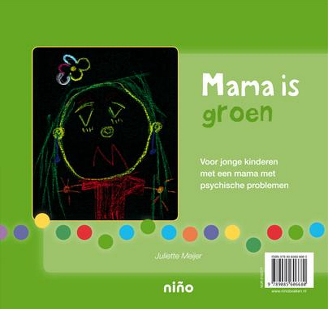 Mama is
groen
Voor jonge kinderen
met een mama met
psychische problemen
Juliette Meijer
niño